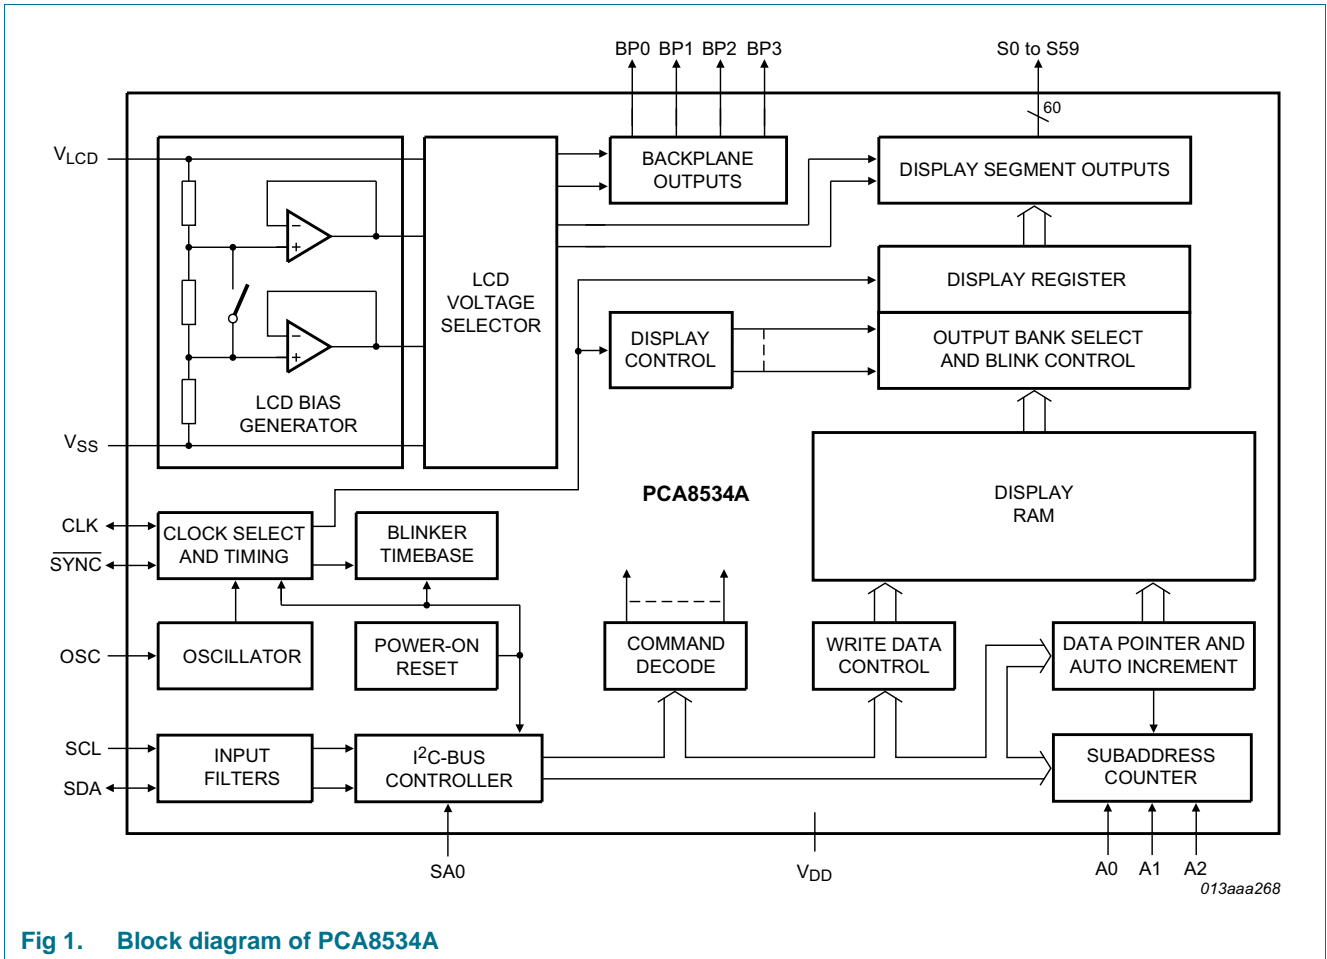 BP0 BP1 BP2 BP3
S0 to S59
60
VLCD
BACKPLANE
OUTPUTS
DISPLAY SEGMENT OUTPUTS
−
+
LCD
VOLTAGE
SELECTOR
DISPLAY REGISTER
DISPLAY
CONTROL
OUTPUT BANK SELECT
AND BLINK CONTROL
−
+
LCD BIAS
GENERATOR
VSS
PCA8534A
DISPLAY
RAM
CLK
SYNC
CLOCK SELECT
AND TIMING
BLINKER
TIMEBASE
OSC
OSCILLATOR
POWER-ON
RESET
COMMAND
DECODE
WRITE DATA
CONTROL
DATA POINTER AND
AUTO INCREMENT
SCL
SDA
INPUT
FILTERS
I2C-BUS
CONTROLLER
SUBADDRESS
COUNTER
SA0
VDD
A0 A1 A2
013aaa268
Fig 1. Block diagram of PCA8534A